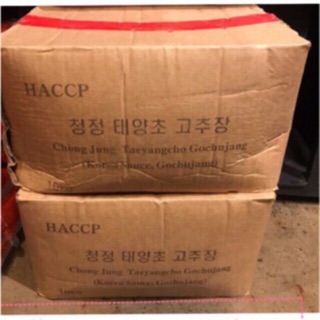 HACCP
청정 태양초 고추장
Chong Jung Taeyangcho Gochujang
(Korea Sauce, Gochujang)
HACCP
청정 태양초 고추장
Chong Jung Taeyangcho Gochujang
(Korea Sauce, Gochujang)